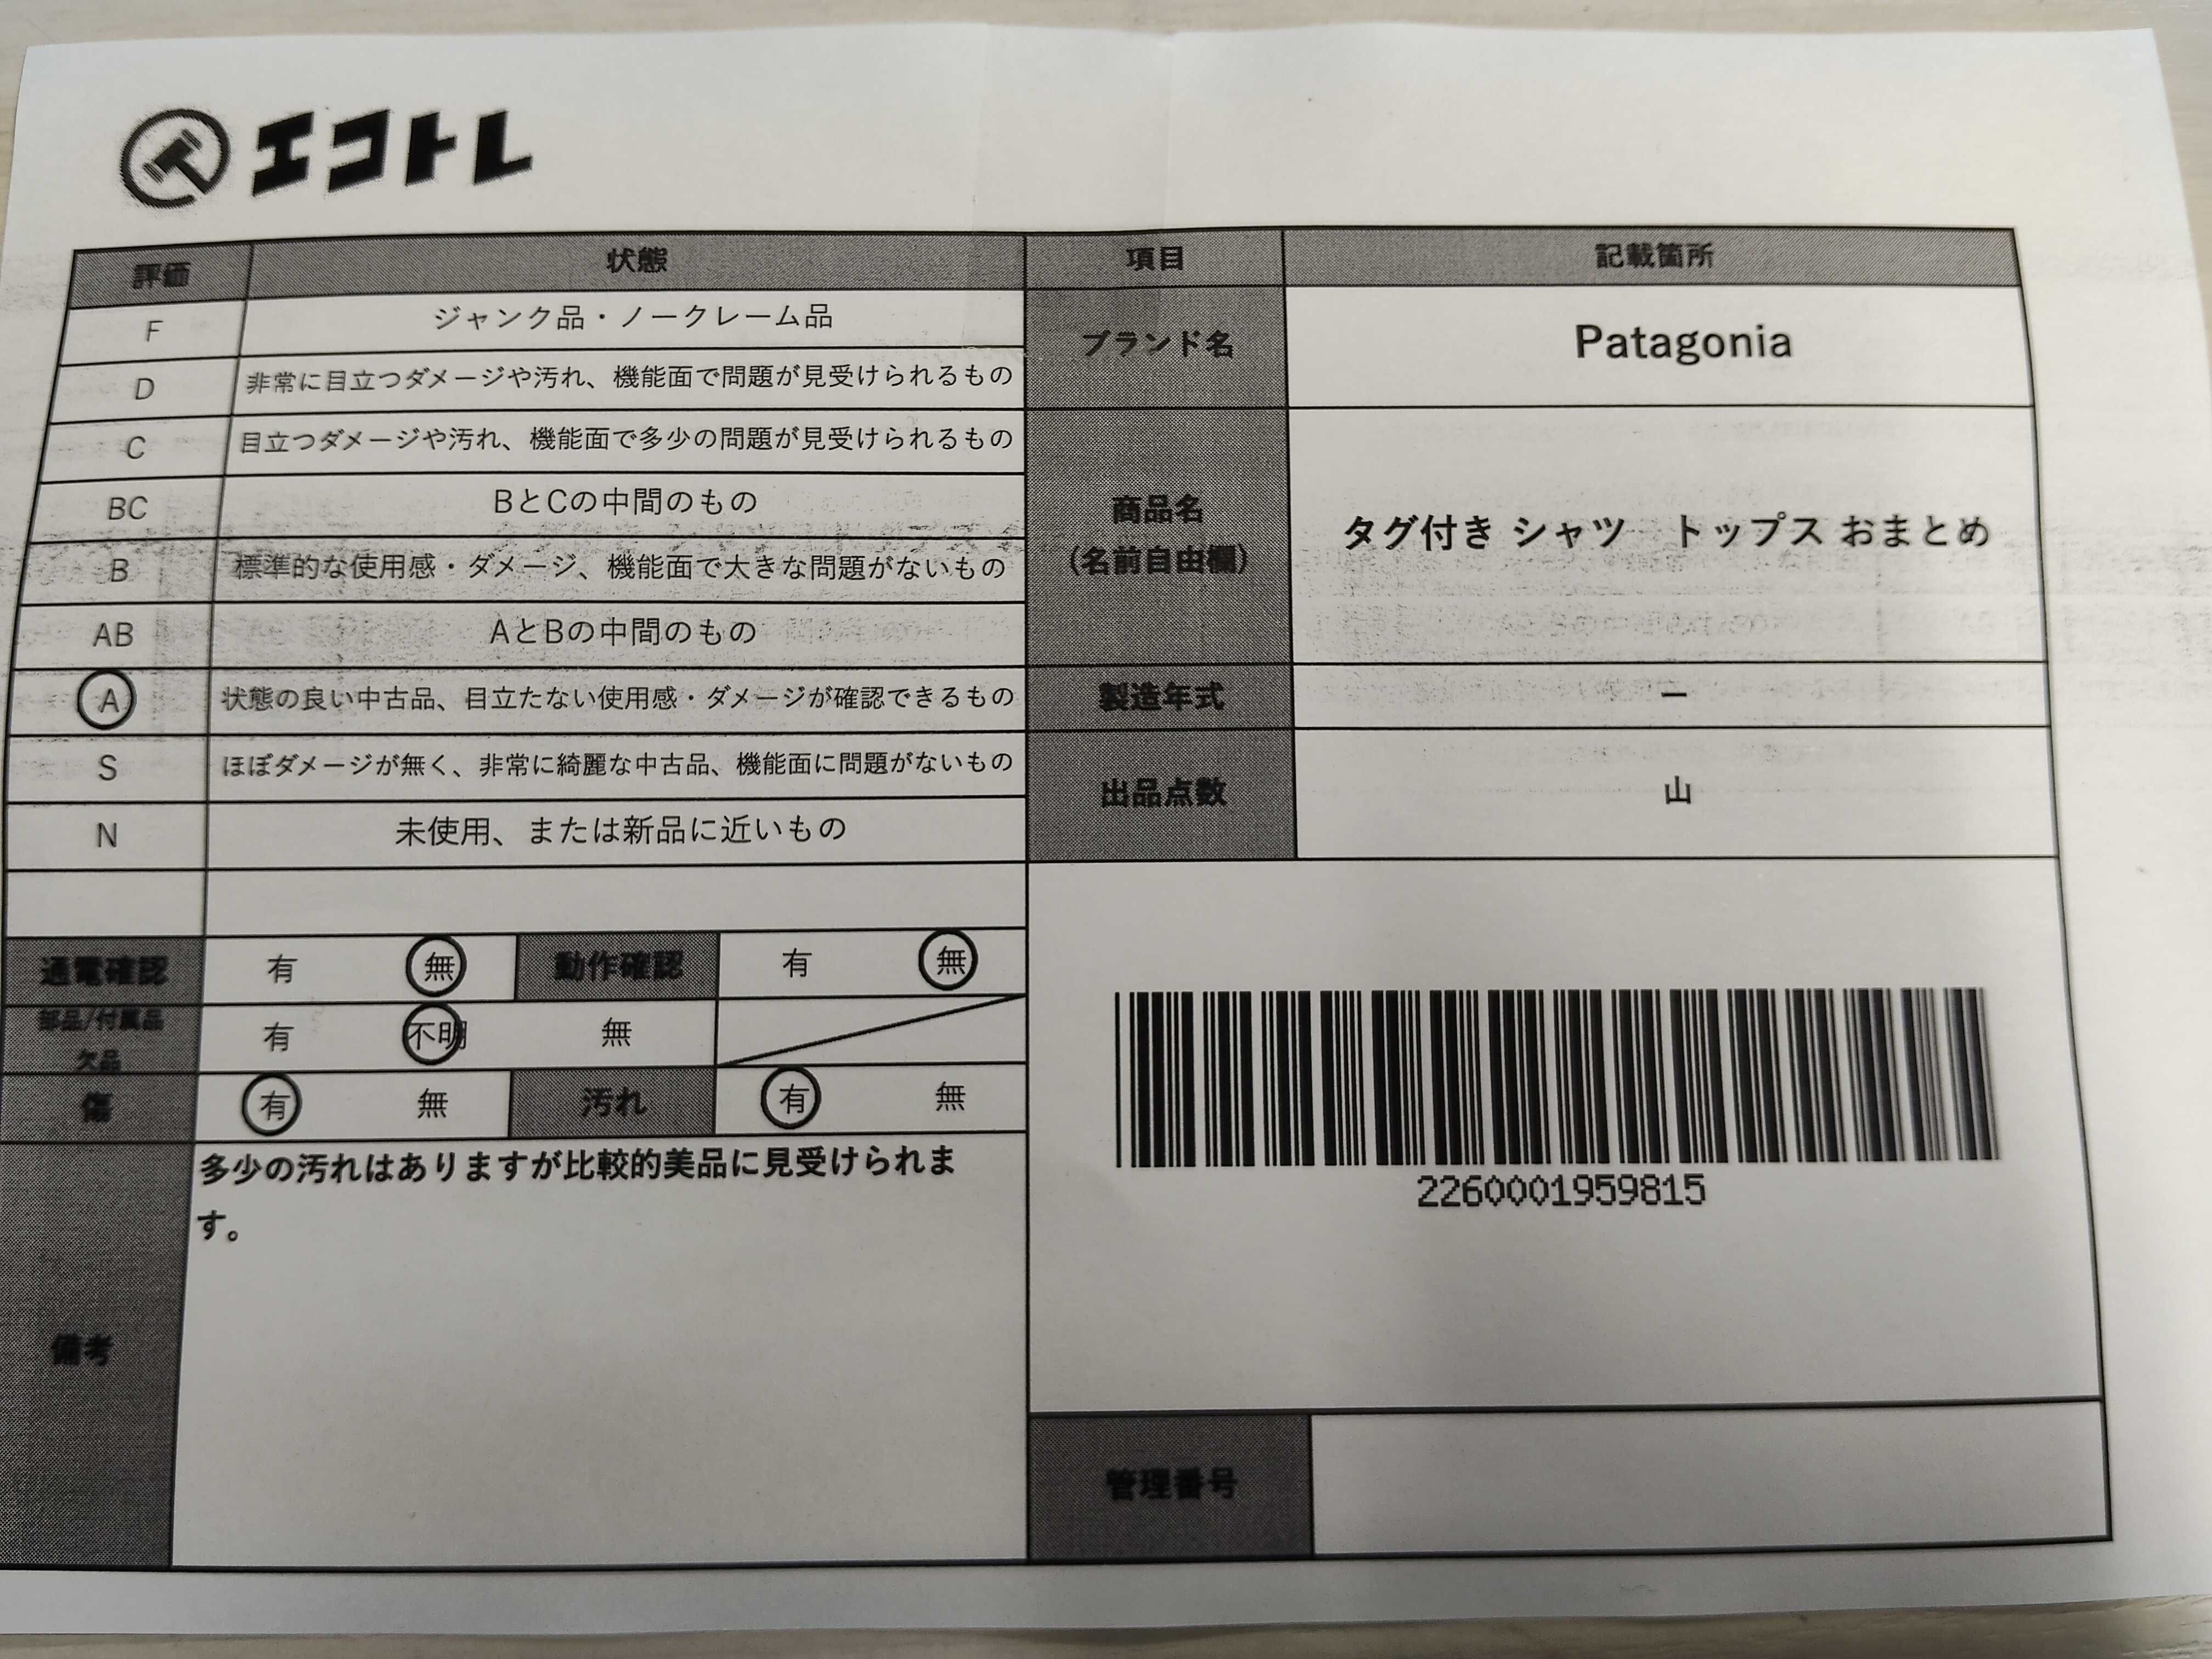 エコトレ
評価 状態
F ジャンク品・ノークレーム品
D 非常に目立つダメージや汚れ、機能面で問題が見受けられるもの
C 目立つダメージや汚れ、機能面で多少の問題が見受けられるもの
BC BとCの中間のもの
B 標準的な使用感・ダメージ、機能面で大きな問題がないもの
AB AとBの中間のもの
A 状態の良い中古品、目立たない使用感・ダメージが確認できるもの
S ほぼダメージが無く、非常に綺麗な中古品、機能面に問題がないもの
N 未使用、または新品に近いもの
通電確認 有 無 動作確認 有 無
部品/付属品
欠品 有 不明 無
傷 有 無 汚れ 有 無
備考
多少の汚れはありますが比較的美品に見受けられま
す。
項目 記載箇所
ブランド名 Patagonia
商品名
(名前自由欄)
タグ付き シャツ　トップス おまとめ
製造年式 ー
出品点数 山
2260001959815
管理番号